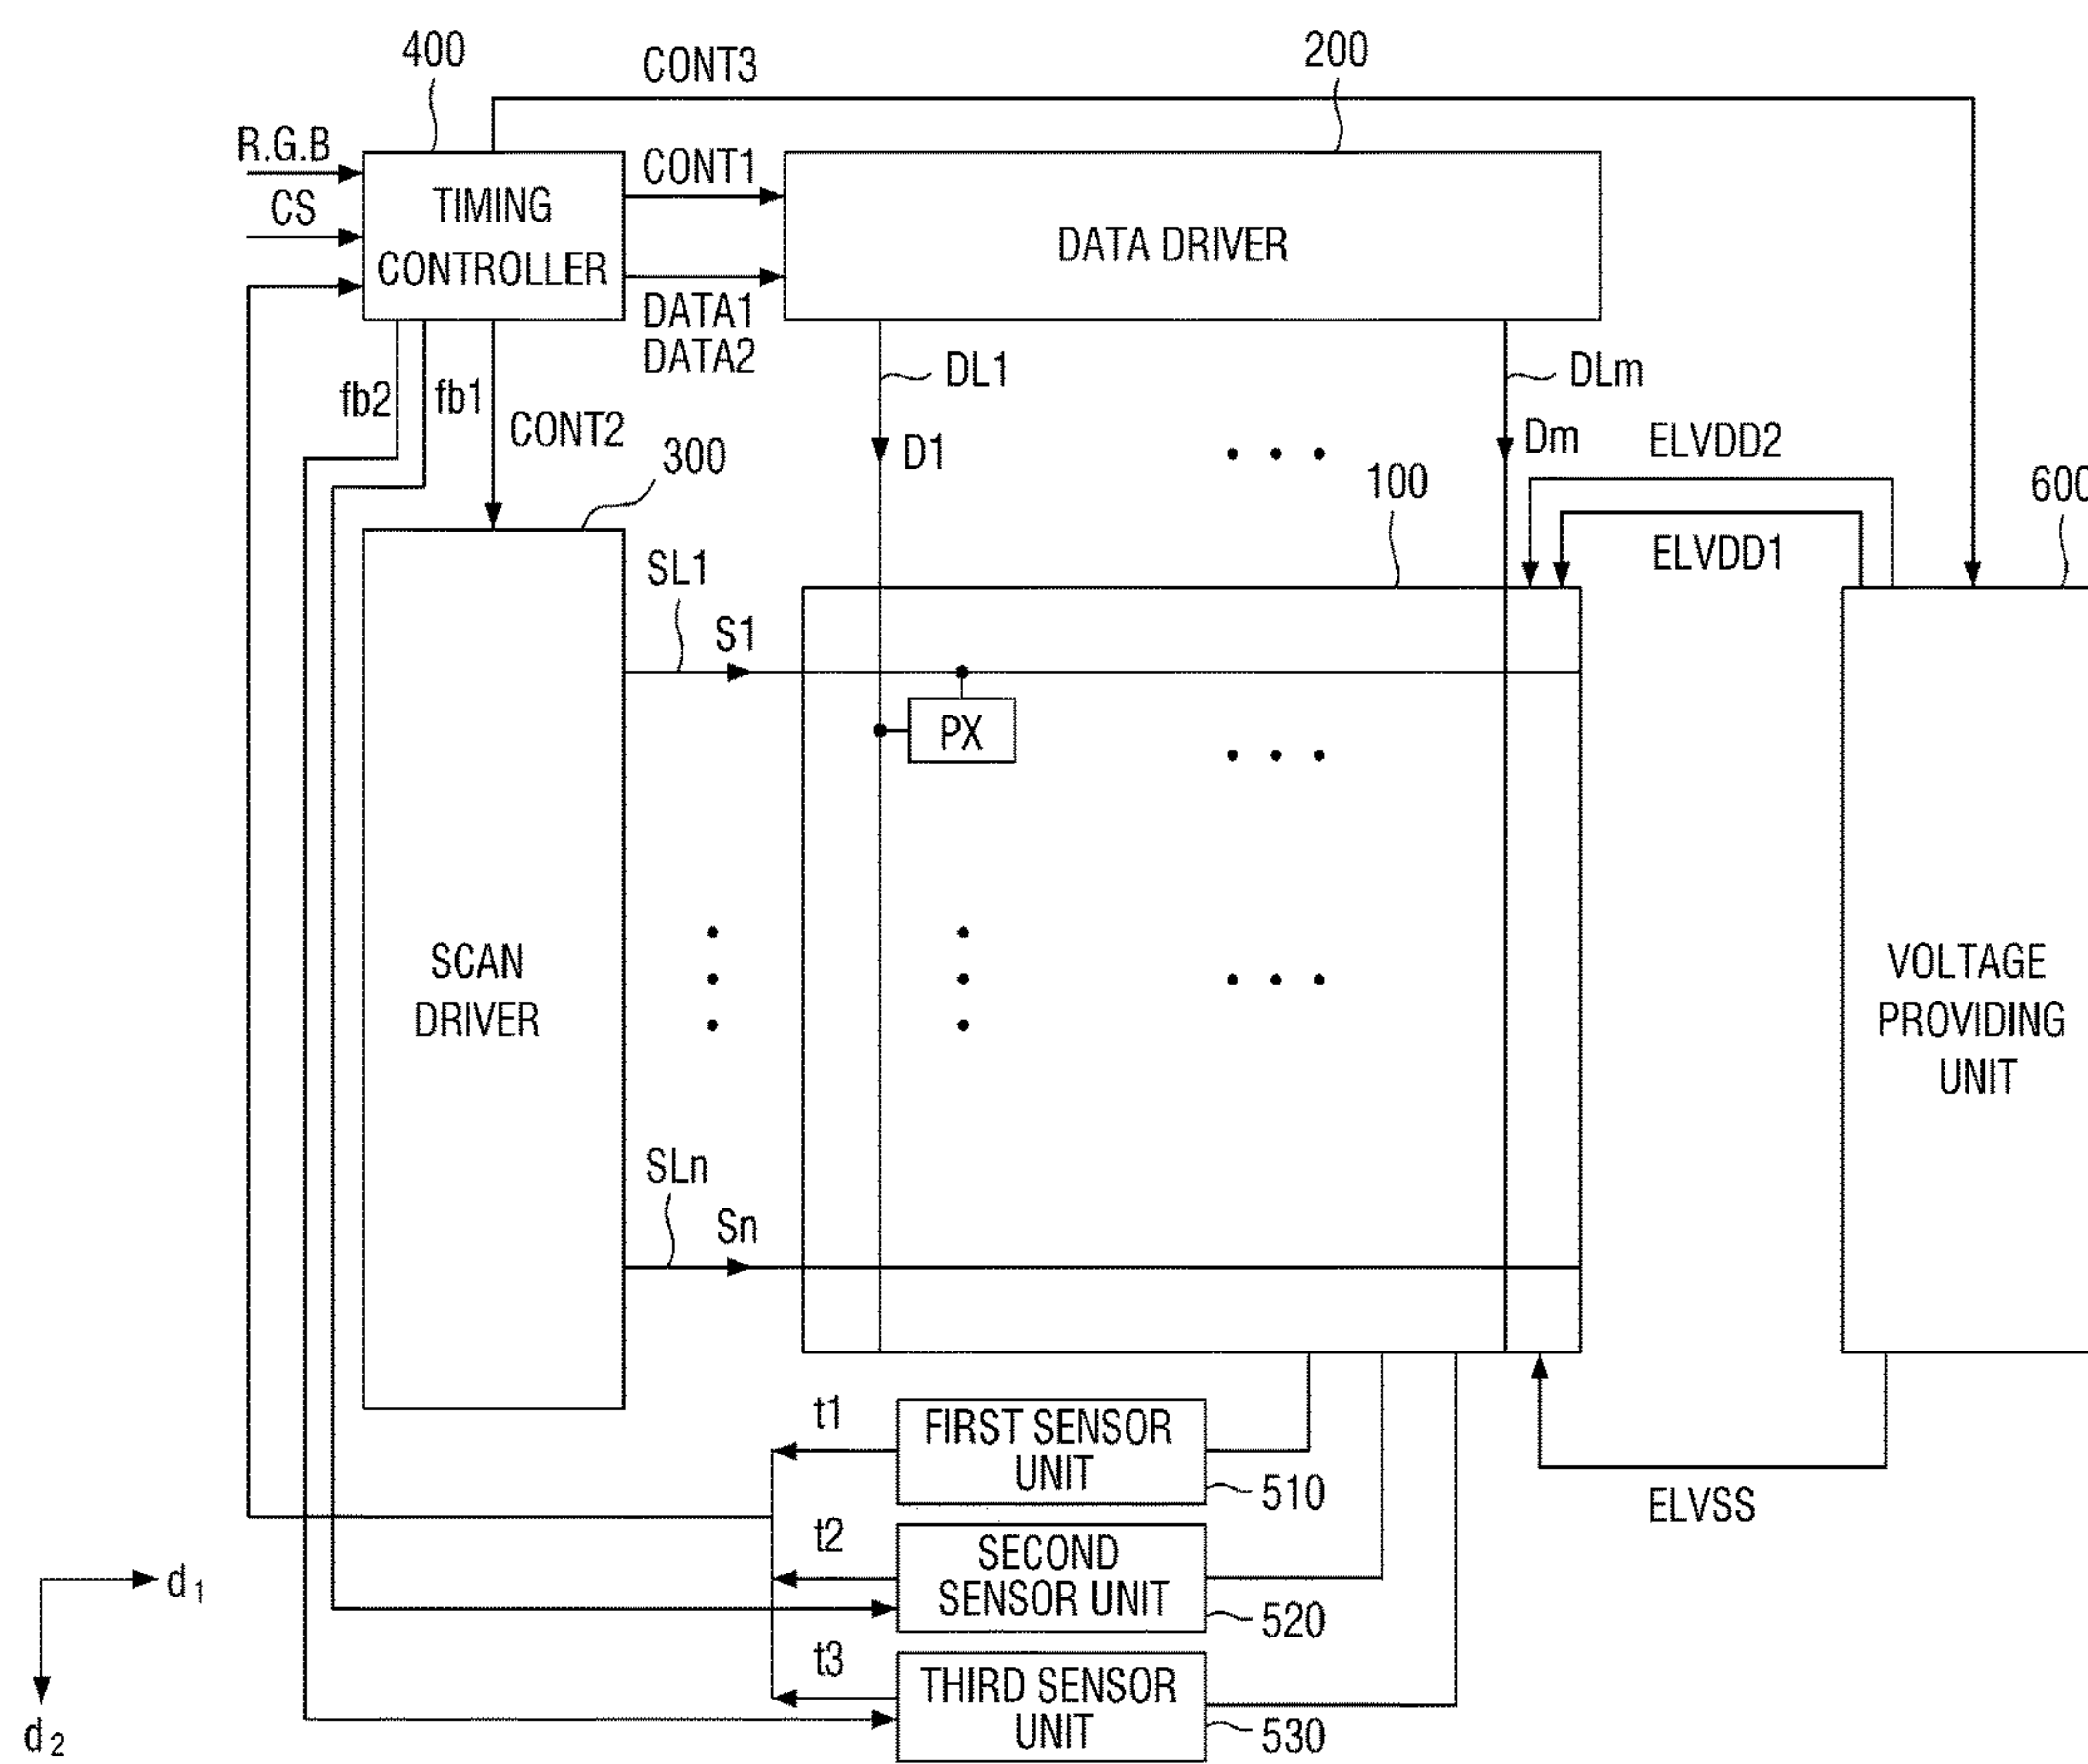 400
CONT3
200
R.G.B
CONT1
CS
TIMING
CONTROLLER
DATA DRIVER
DATA1
DATA2
DL1
DLm
fb2
fb1
CONT2
D1
Dm
ELVDD2
300
100
600
ELVDD1
SL1
S1
PX
SCAN
DRIVER
VOLTAGE
PROVIDING
UNIT
SLn
Sn
t1
FIRST SENSOR
UNIT
510
ELVSS
t2
SECOND
SENSOR UNIT
520
d1
t3
THIRD SENSOR
UNIT
530
d2